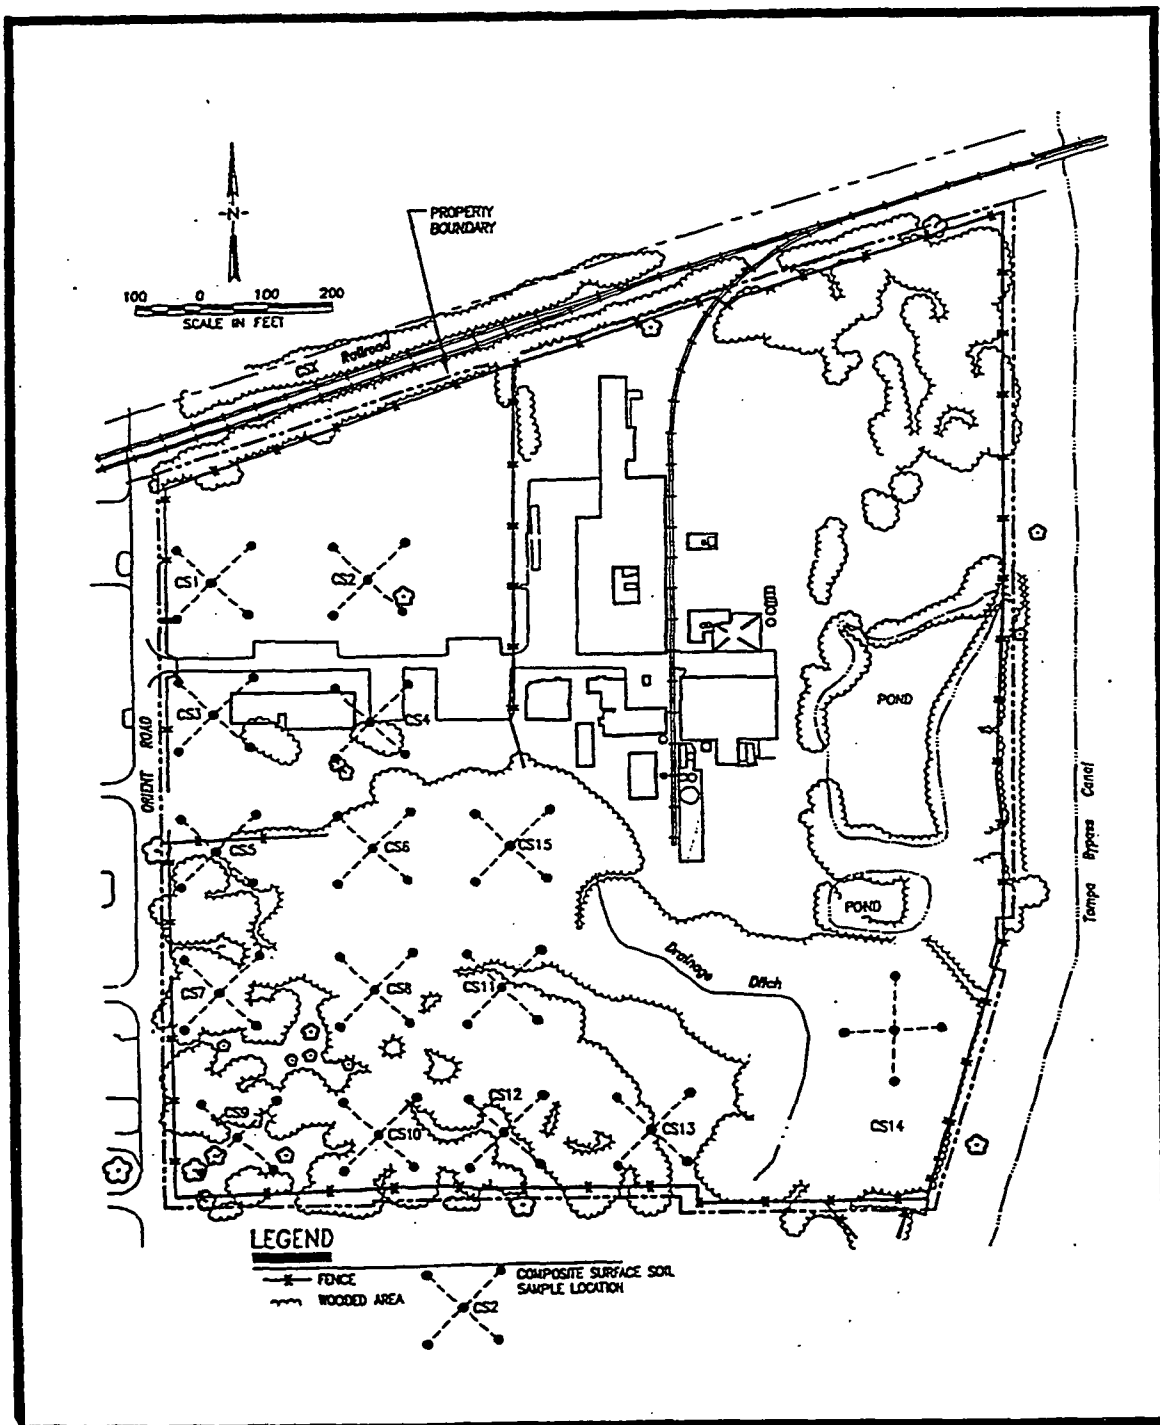 PROPERTY
BOUNDARY
-N-
100 0 100 200
SCALE IN FEET
CSX Railroad
CS1
CS2
CS3
CS4
POND
ORIENT ROAD
Tampa Bypass Canal
CS5
CS6
CS15
POND
Drainage Ditch
CS7
CS8
CS11
CS9
CS10
CS12
CS13
CS14
LEGEND
FENCE
WOODED AREA
CS2
COMPOSITE SURFACE SOIL
SAMPLE LOCATION